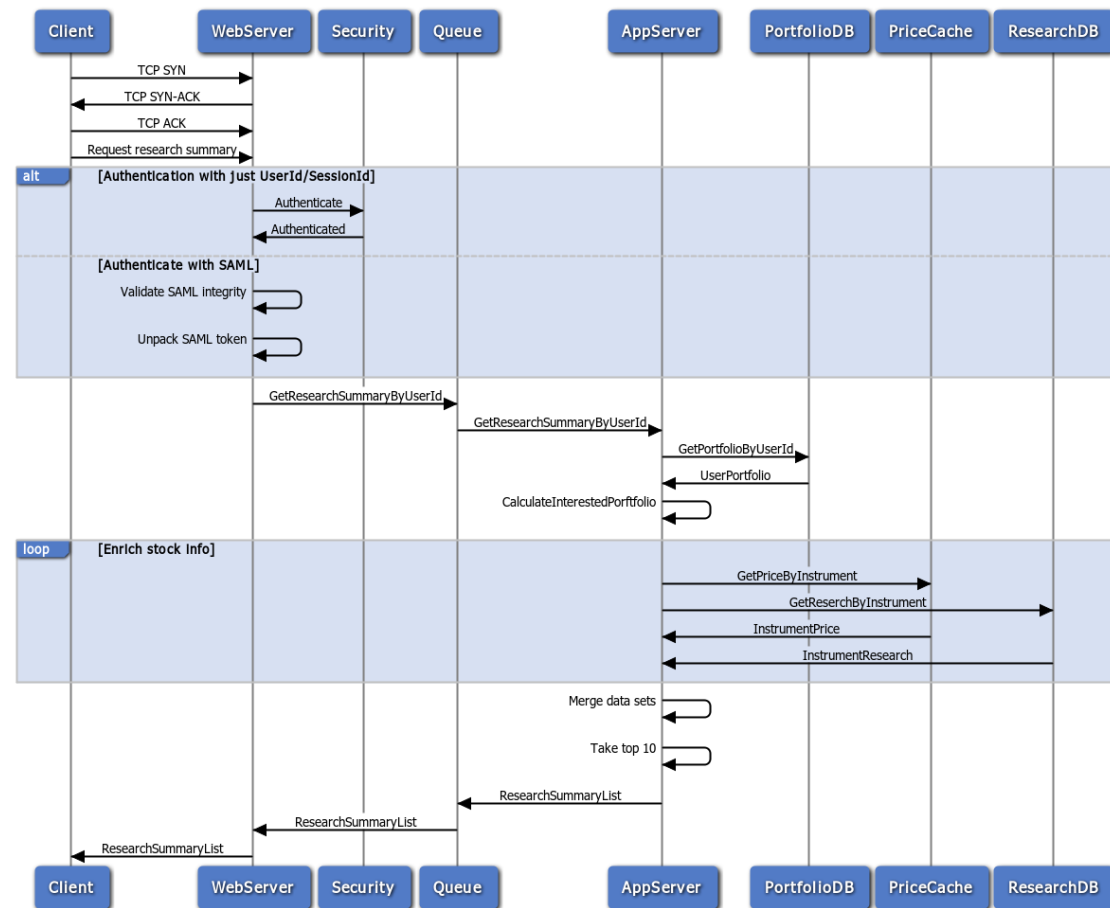 Client WebServer Security Queue AppServer PortfolioDB PriceCache ResearchDB
TCP SYN
TCP SYN-ACK
TCP ACK
Request research summary
alt [Authentication with just UserId/SessionId]
Authenticate
Authenticated
[Authenticate with SAML]
Validate SAML integrity
Unpack SAML token
GetResearchSummaryByUserId
GetResearchSummaryByUserId
GetPortfolioByUserId
UserPortfolio
CalculateInterestedPorftfolio
loop [Enrich stock info]
GetPriceByInstrument
GetReserchByInstrument
InstrumentPrice
InstrumentResearch
Merge data sets
Take top 10
ResearchSummaryList
ResearchSummaryList
ResearchSummaryList
Client WebServer Security Queue AppServer PortfolioDB PriceCache ResearchDB